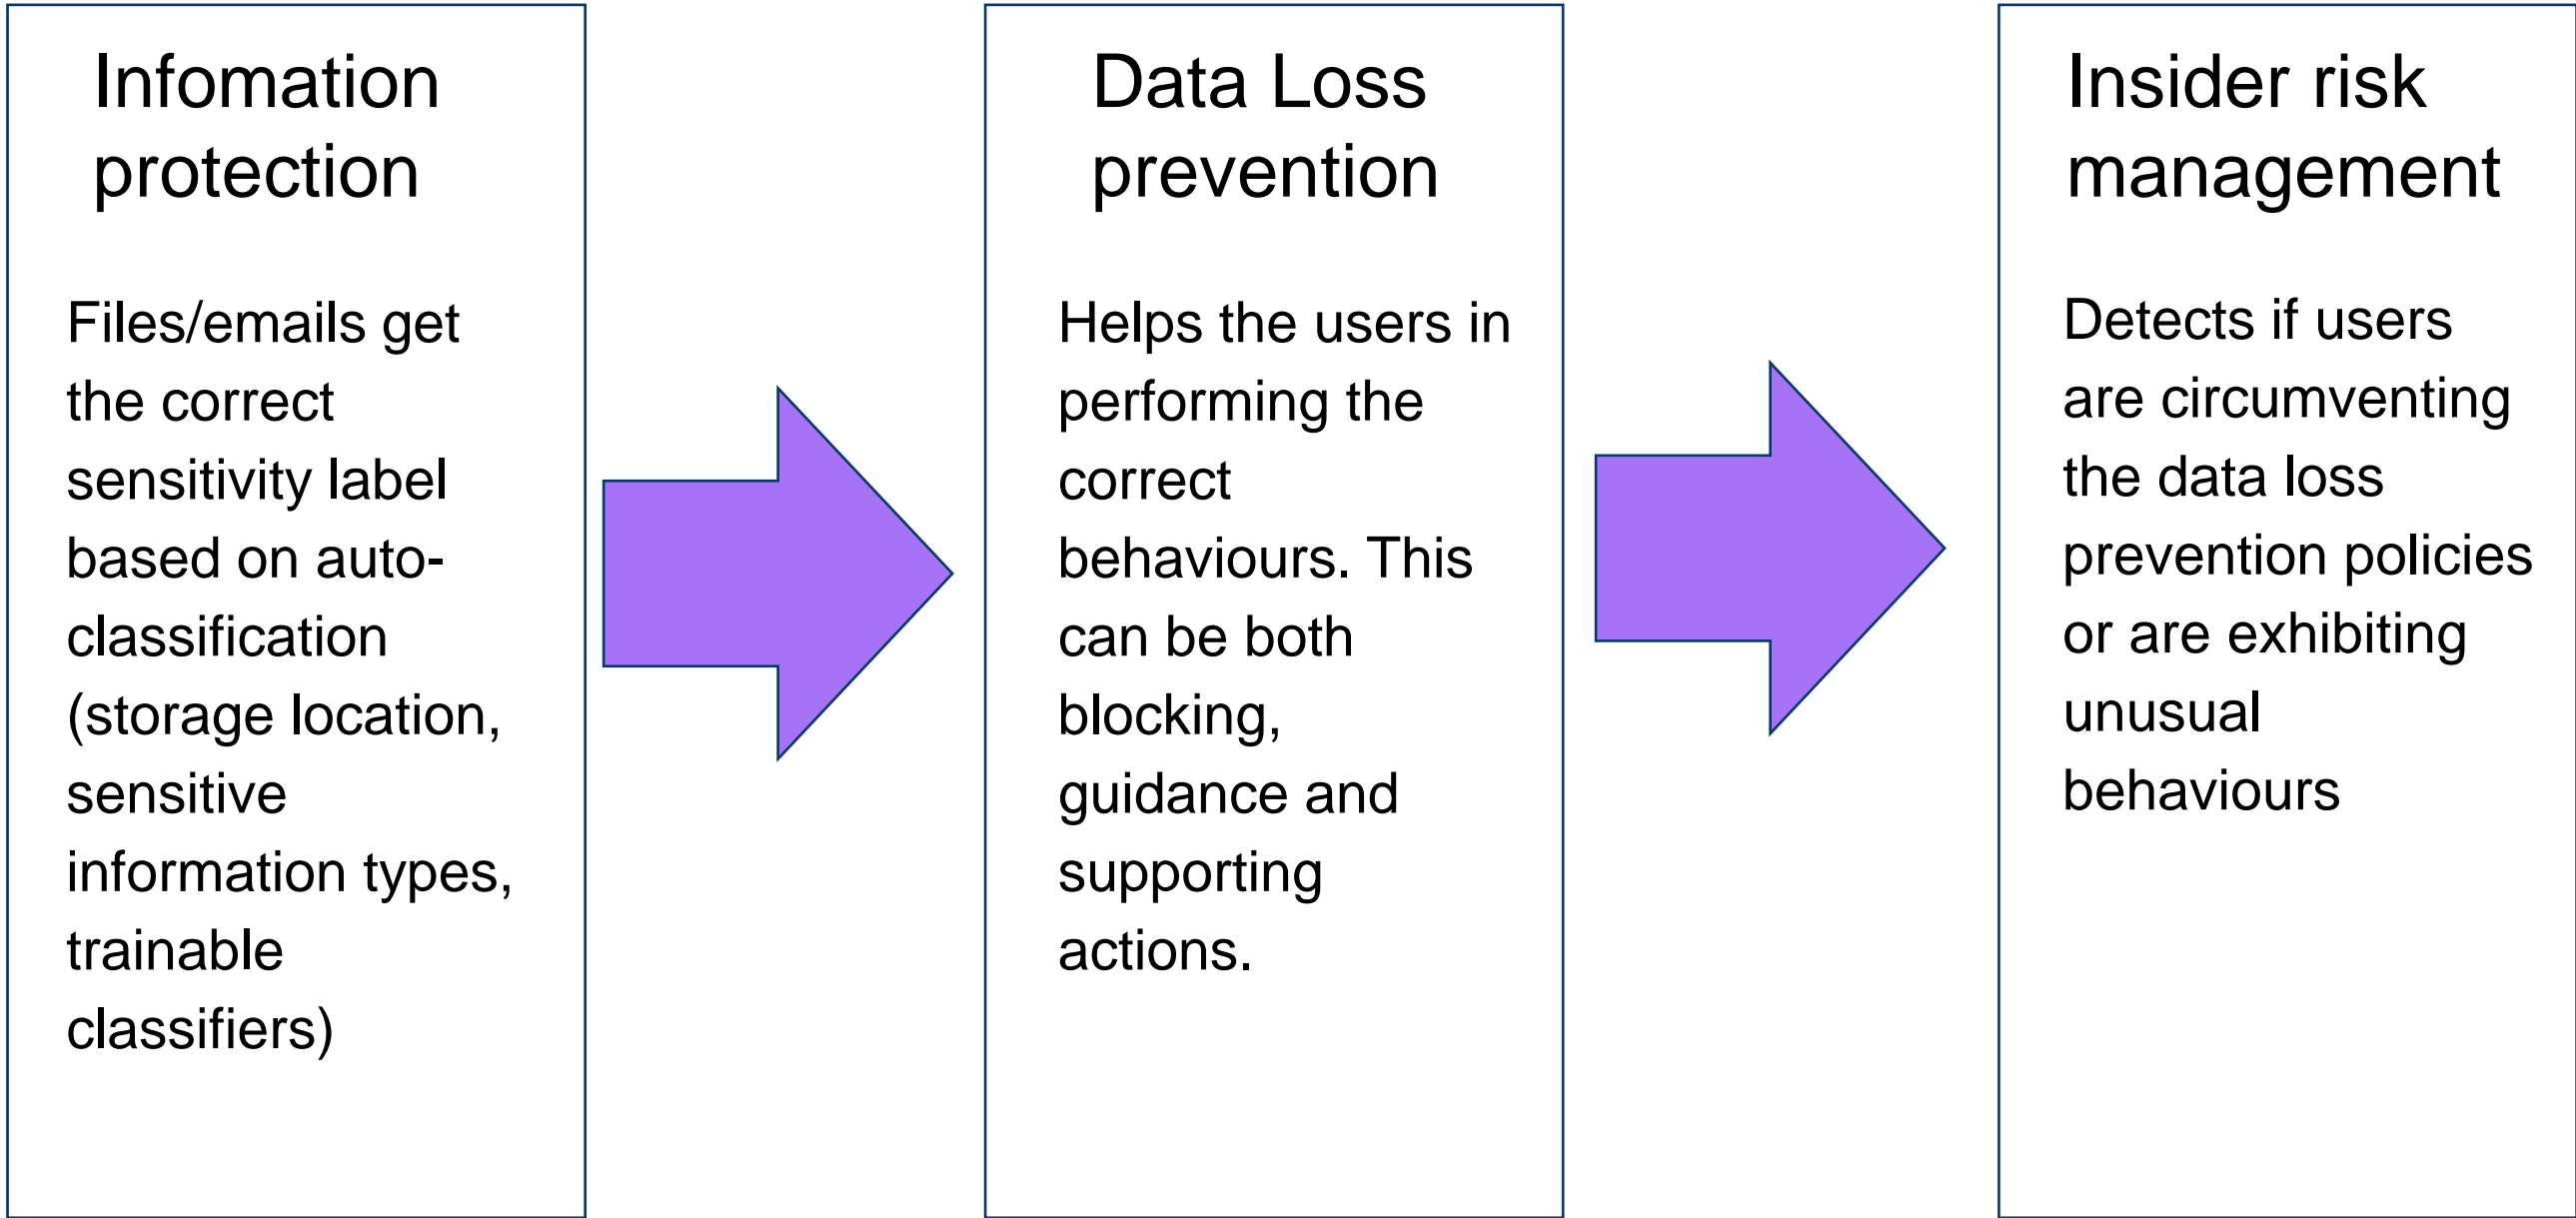 Infomation
protection
Files/emails get
the correct
sensitivity label
based on auto-
classification
(storage location,
sensitive
information types,
trainable
classifiers)
Data Loss
prevention
Helps the users in
performing the
correct
behaviours. This
can be both
blocking,
guidance and
supporting
actions.
Insider risk
management
Detects if users
are circumventing
the data loss
prevention policies
or are exhibiting
unusual
behaviours